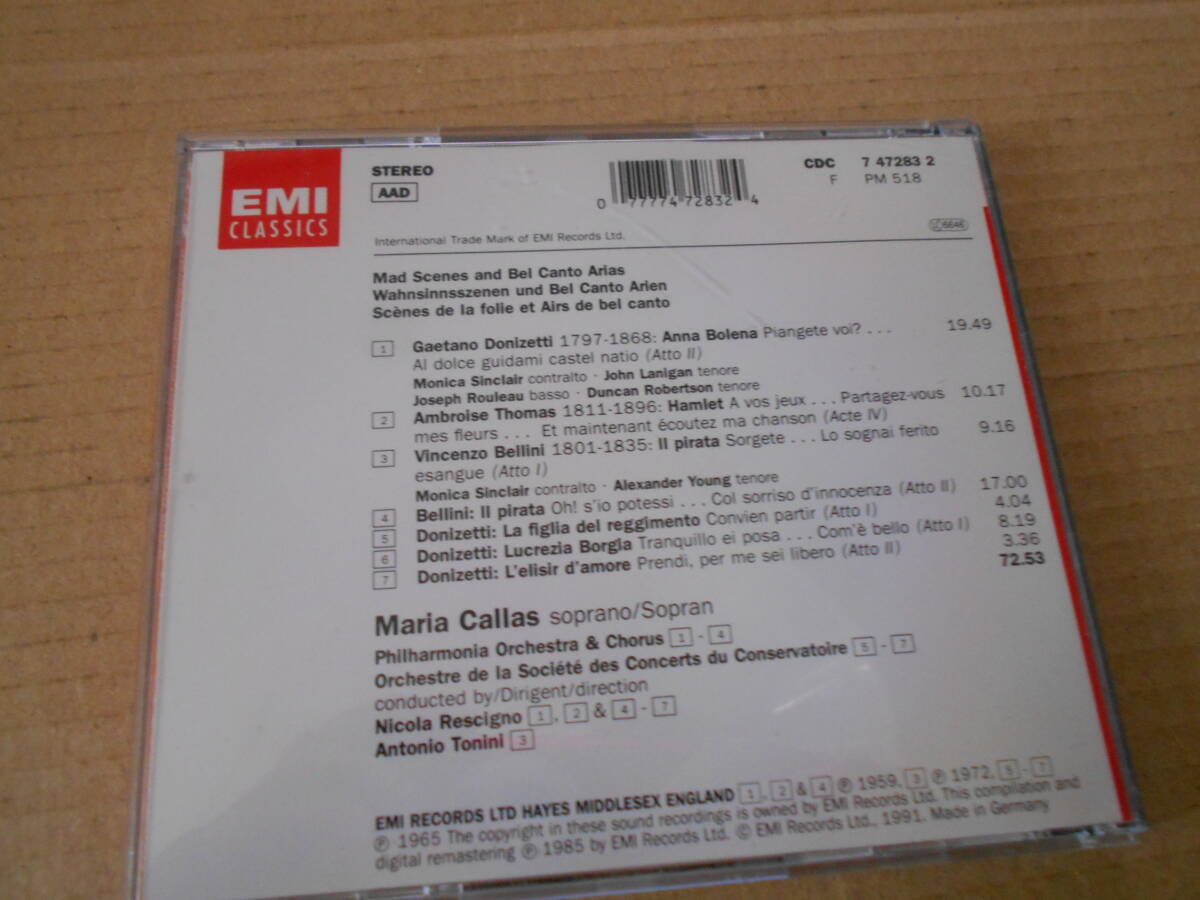 EMI
CLASSICS
STEREO
AAD
0 77774 72832 4
CDC 7 47283 2
F PM 518
International Trade Mark of EMI Records Ltd.
Mad Scenes and Bel Canto Arias
Wahnsinnsszenen und Bel Canto Arien
Scènes de la folie et Airs de bel canto
1 Gaetano Donizetti 1797-1868: Anna Bolena Piangete voi? . . . 19.49
Al dolce guidami castel natio (Atto II)
Monica Sinclair contralto · John Lanigan tenore
Joseph Rouleau basso · Duncan Robertson tenore
2 Ambroise Thomas 1811-1896: Hamlet A vos jeux . . . Partagez-vous 10.17
mes fleurs . . . Et maintenant écoutez ma chanson (Acte IV)
3 Vincenzo Bellini 1801-1835: Il pirata Sorgete . . . Lo sognai ferito 9.16
esangue (Atto I)
Monica Sinclair contralto · Alexander Young tenore
4 Bellini: Il pirata Oh! s'io potessi . . . Col sorriso d'innocenza (Atto II) 17.00
5 Donizetti: La figlia del reggimento Convien partir (Atto I) 4.04
6 Donizetti: Lucrezia Borgia Tranquillo ei posa . . . Com'è bello (Atto I) 8.19
7 Donizetti: L'elisir d'amore Prendi, per me sei libero (Atto II) 3.36
72.53
Maria Callas soprano/Sopran
Philharmonia Orchestra & Chorus 1 - 4
Orchestre de la Société des Concerts du Conservatoire 5 - 7
conducted by/Dirigent/direction
Nicola Rescigno 1, 2 & 4 - 7
Antonio Tonini 3
EMI RECORDS LTD HAYES MIDDLESEX ENGLAND 1, 2 & 4 ℗ 1959, 3 ℗ 1972, 5 - 7
℗ 1965 The copyright in these sound recordings is owned by EMI Records Ltd. This compilation and
digital remastering ℗ 1985 by EMI Records Ltd. © EMI Records Ltd., 1991. Made in Germany